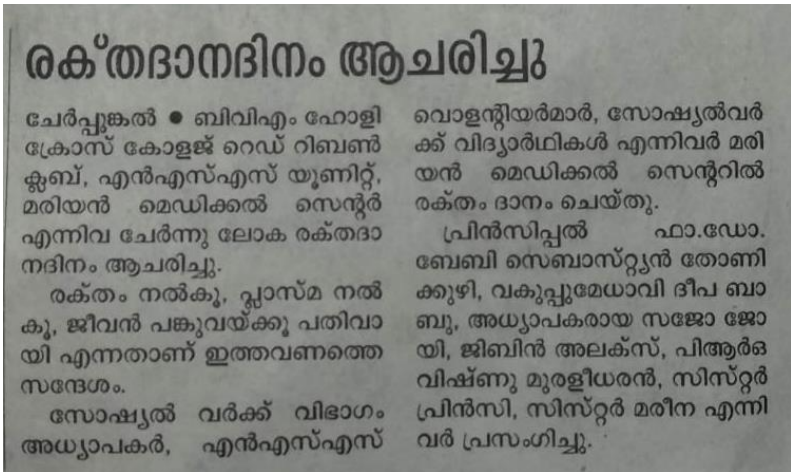 രക്തദാനദിനം ആചരിച്ചു
ചേർപ്പുങ്കൽ ● ബിവിഎം ഹോളി
ക്രോസ് കോളജ് റെഡ് റിബൺ
ക്ലബ്, എൻഎസ്എസ് യൂണിറ്റ്,
മരിയൻ മെഡിക്കൽ സെന്റർ
എന്നിവ ചേർന്നു ലോക രക്തദാ
നദിനം ആചരിച്ചു.
രക്തം നൽകൂ, പ്ലാസ്മ നൽ
കൂ, ജീവൻ പങ്കുവയ്ക്കൂ പതിവാ
യി എന്നതാണ് ഇത്തവണത്തെ
സന്ദേശം.
സോഷ്യൽ വർക്ക് വിഭാഗം
അധ്യാപകർ, എൻഎസ്എസ്
വൊളന്റിയർമാർ, സോഷ്യൽവർ
ക്ക് വിദ്യാർഥികൾ എന്നിവർ മരി
യൻ മെഡിക്കൽ സെന്ററിൽ
രക്തം ദാനം ചെയ്തു.
പ്രിൻസിപ്പൽ ഫാ.ഡോ.
ബേബി സെബാസ്റ്റ്യൻ തോണി
ക്കുഴി, വകുപ്പുമേധാവി ദീപ ബാ
ബു, അധ്യാപകരായ സജോ ജോ
യി, ജിബിൻ അലക്സ്, പിആർഒ
വിഷ്ണു മുരളീധരൻ, സിസ്റ്റർ
പ്രിൻസി, സിസ്റ്റർ മരീന എന്നി
വർ പ്രസംഗിച്ചു.